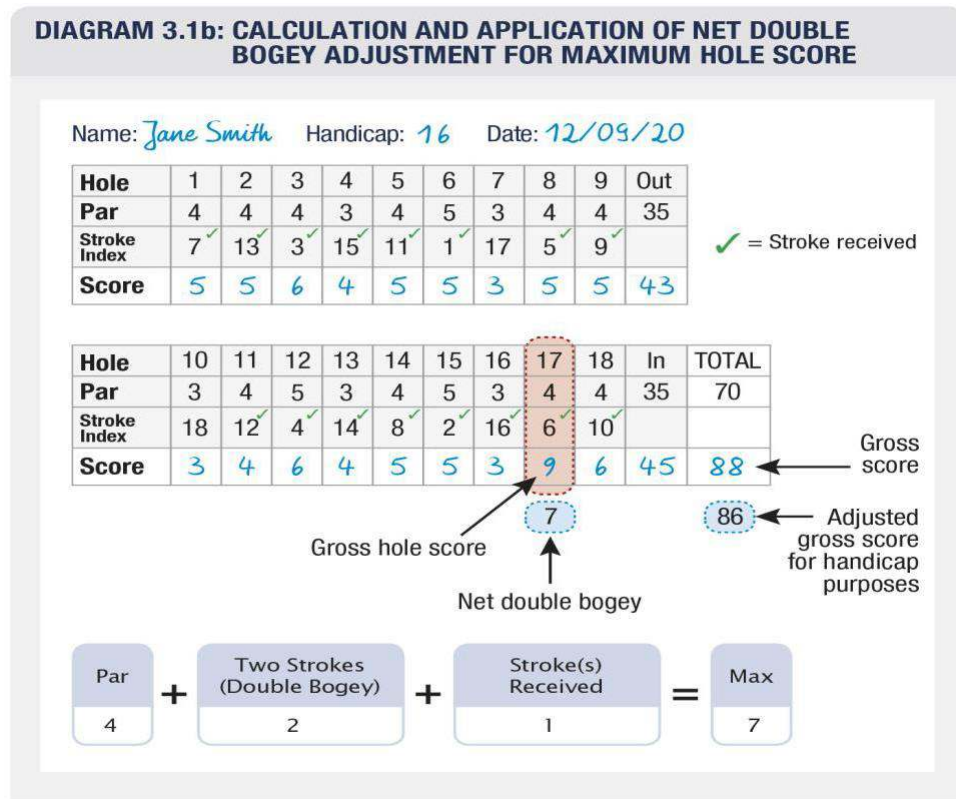 DIAGRAM 3.1b: CALCULATION AND APPLICATION OF NET DOUBLE
BOGEY ADJUSTMENT FOR MAXIMUM HOLE SCORE
Name: Jane Smith Handicap: 16 Date: 12/09/20
Hole 1 2 3 4 5 6 7 8 9 Out
Par 4 4 4 3 4 5 3 4 4 35
Stroke
Index 7✓ 13✓ 3✓ 15✓ 11✓ 1✓ 17 5✓ 9✓
✓ = Stroke received
Score 5 5 6 4 5 5 3 5 5 43
Hole 10 11 12 13 14 15 16 17 18 In TOTAL
Par 3 4 5 3 4 5 3 4 4 35 70
Stroke
Index 18 12✓ 4✓ 14✓ 8✓ 2✓ 16✓ 6✓ 10✓
Score 3 4 6 4 5 5 3 9 6 45 88
Gross
score
7 86
Adjusted
gross score
for handicap
purposes
Gross hole score
Net double bogey
Par + Two Strokes
(Double Bogey) + Stroke(s)
Received = Max
4 2 1 7